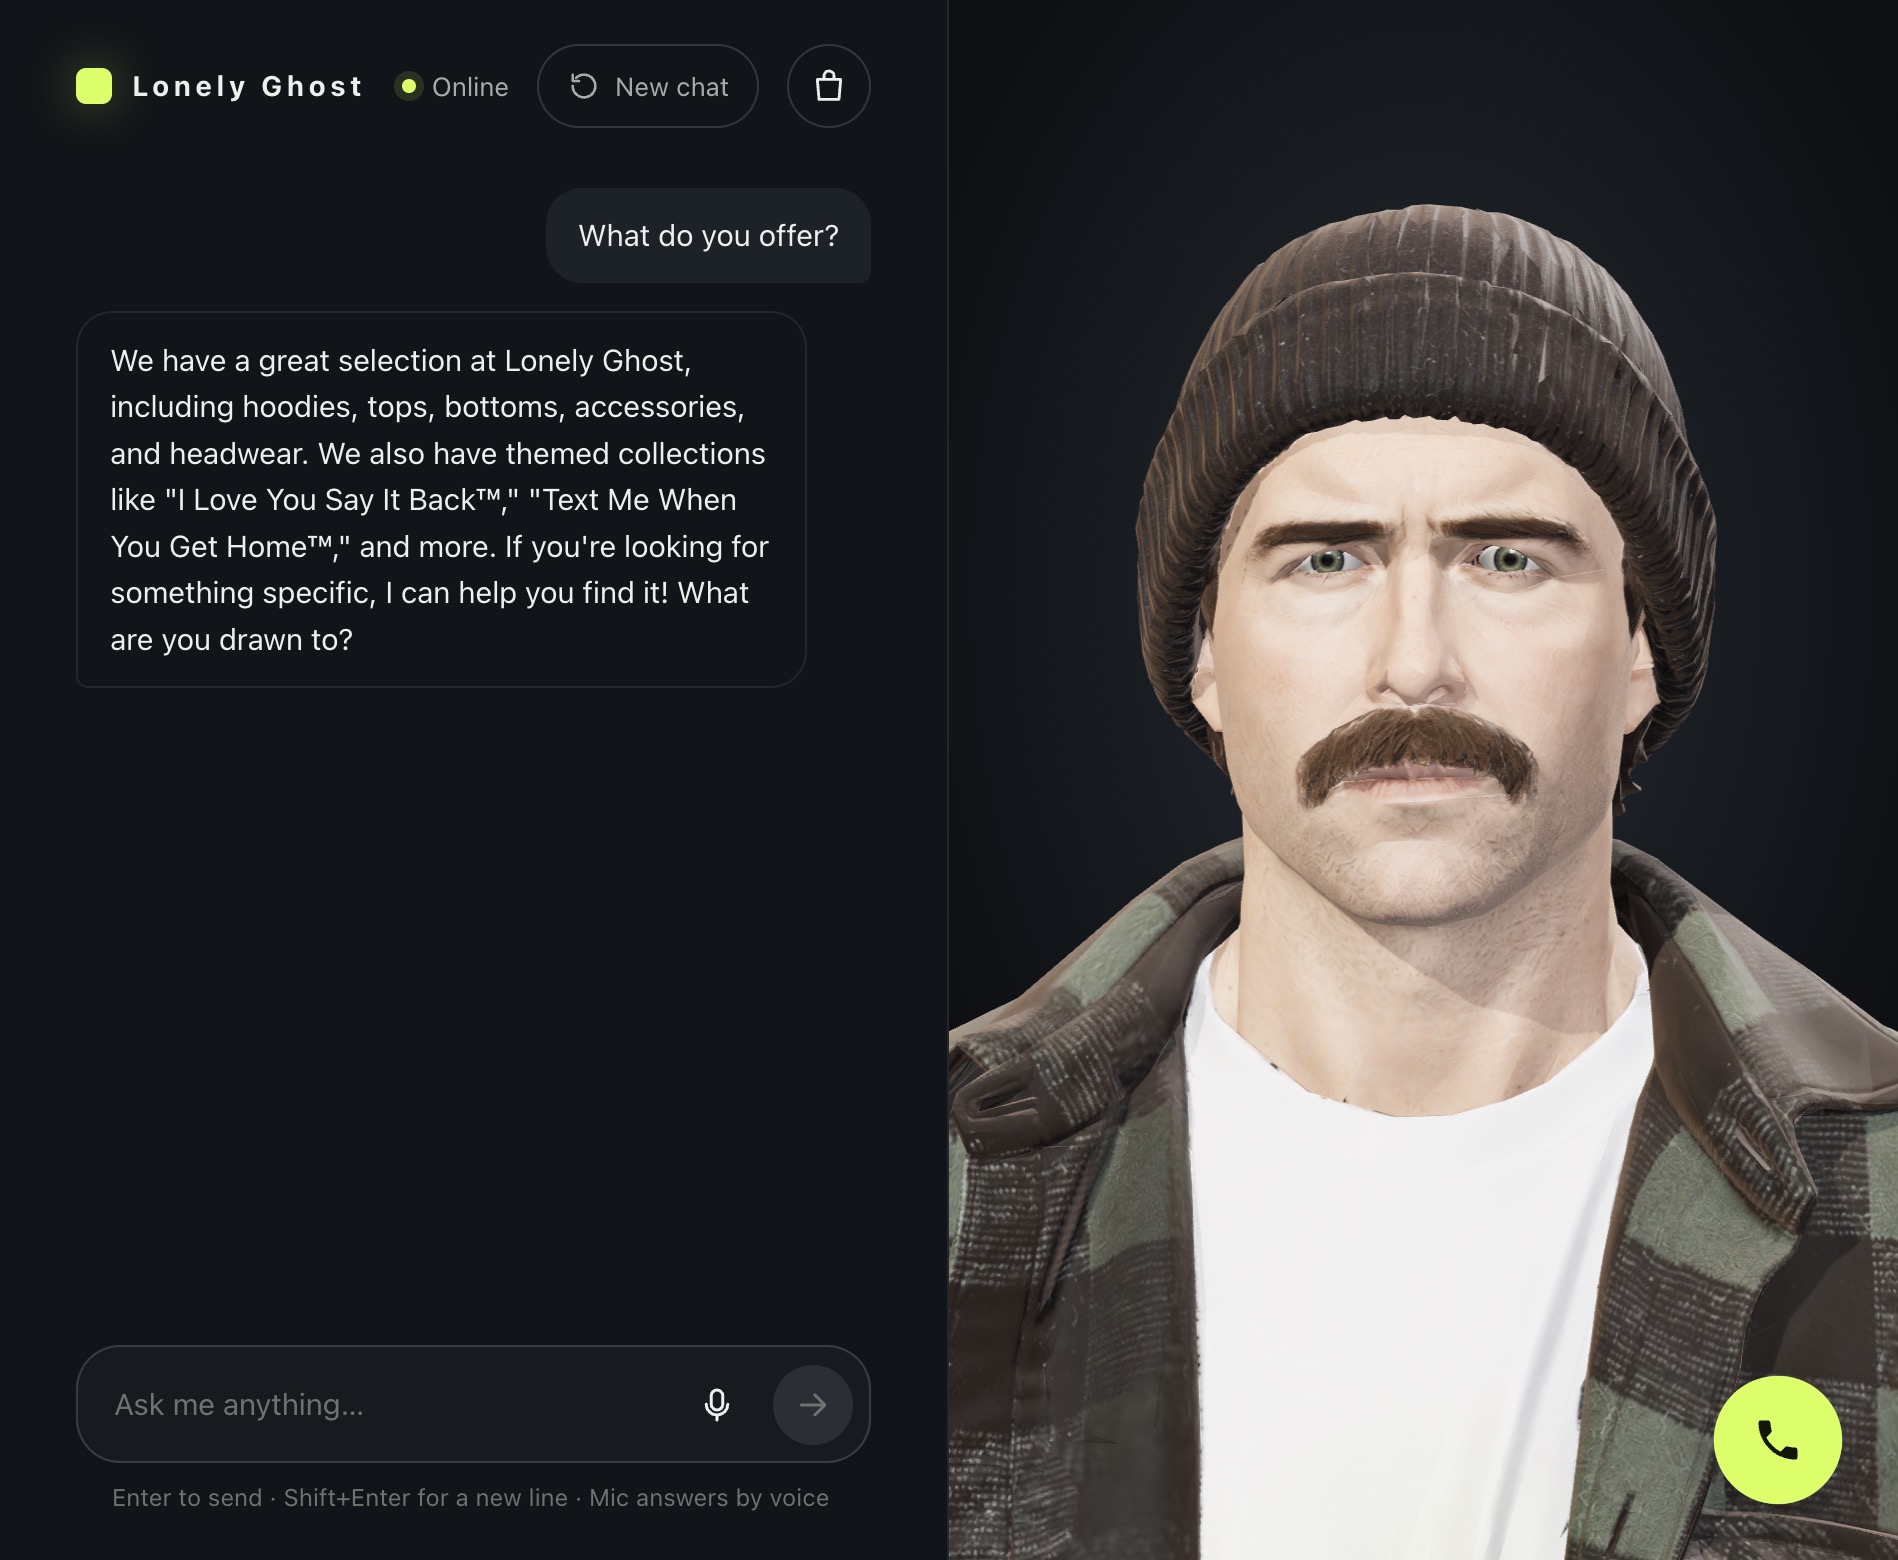 Lonely Ghost
Online
New chat
What do you offer?
We have a great selection at Lonely Ghost,
including hoodies, tops, bottoms, accessories,
and headwear. We also have themed collections
like "I Love You Say It Back™," "Text Me When
You Get Home™," and more. If you're looking for
something specific, I can help you find it! What
are you drawn to?
Ask me anything...
Enter to send · Shift+Enter for a new line · Mic answers by voice